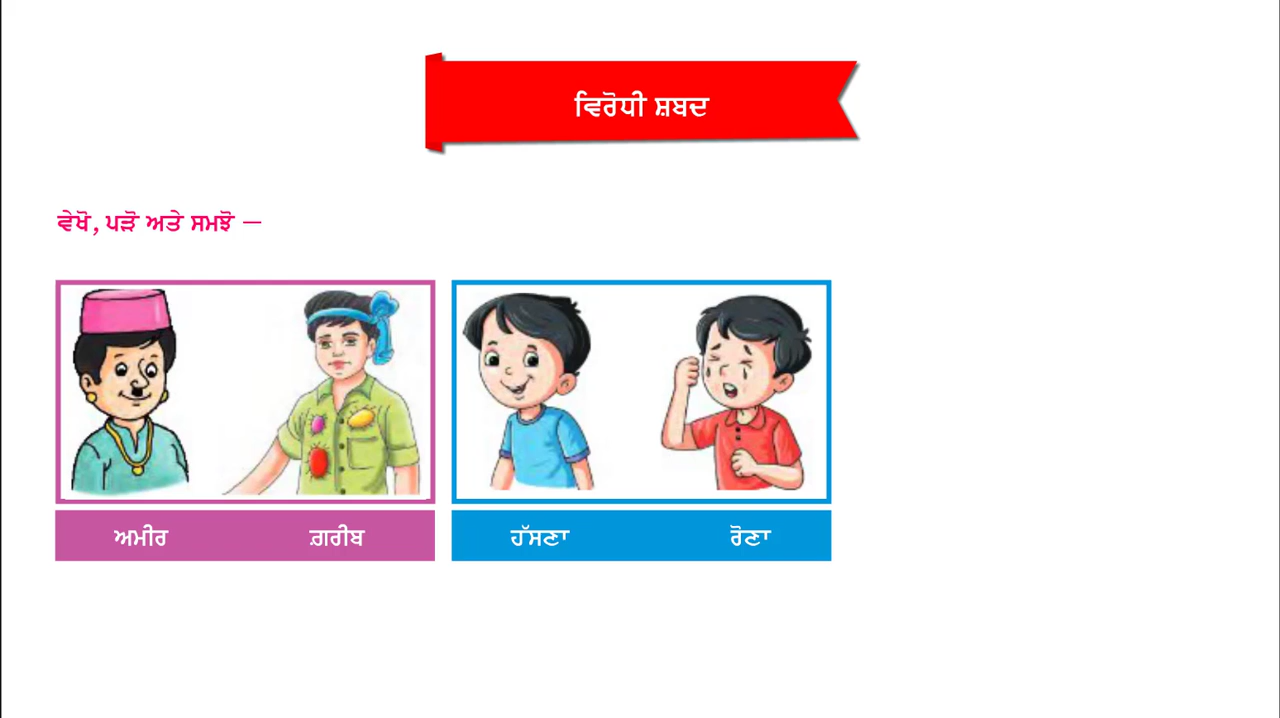 ਵਿਰੋਧੀ ਸ਼ਬਦ
ਵੇਖੋ, ਪੜੋ ਅਤੇ ਸਮਝੋ —
ਅਮੀਰ ਗ਼ਰੀਬ ਹੱਸਣਾ ਰੋਣਾ